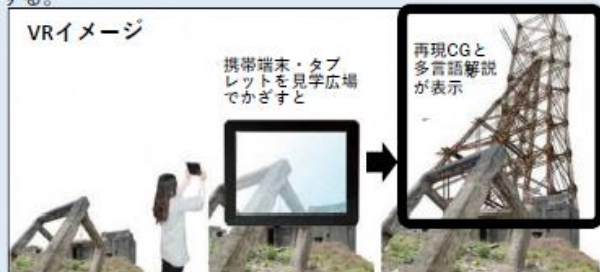 する。
VRイメージ
携帯端末・タブ
レットを見学広場
でかざすと
再現CGと
多言語解説
が表示